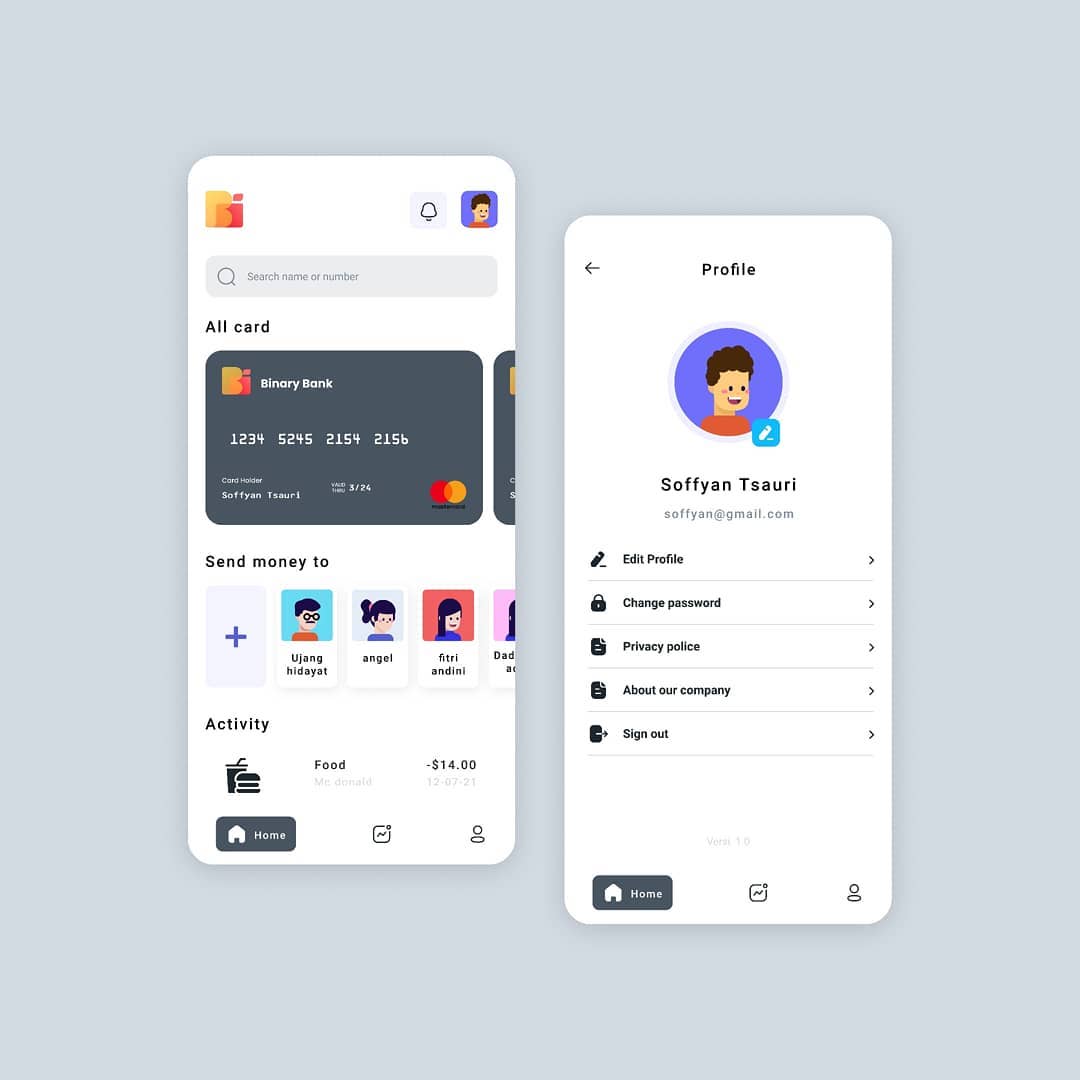 Search name or number
All card
Binary Bank
1234 5245 2154 2156
Card Holder
Soffyan Tsauri
VALID
THRU
3/24
mastercard
Send money to
Ujang
hidayat
angel
fitri
andini
Dad
Activity
Food
-$14.00
Mc donald
12-07-21
Home
Profile
Soffyan Tsauri
soffyan@gmail.com
Edit Profile
Change password
Privacy police
About our company
Sign out
Versi 1.0
Home